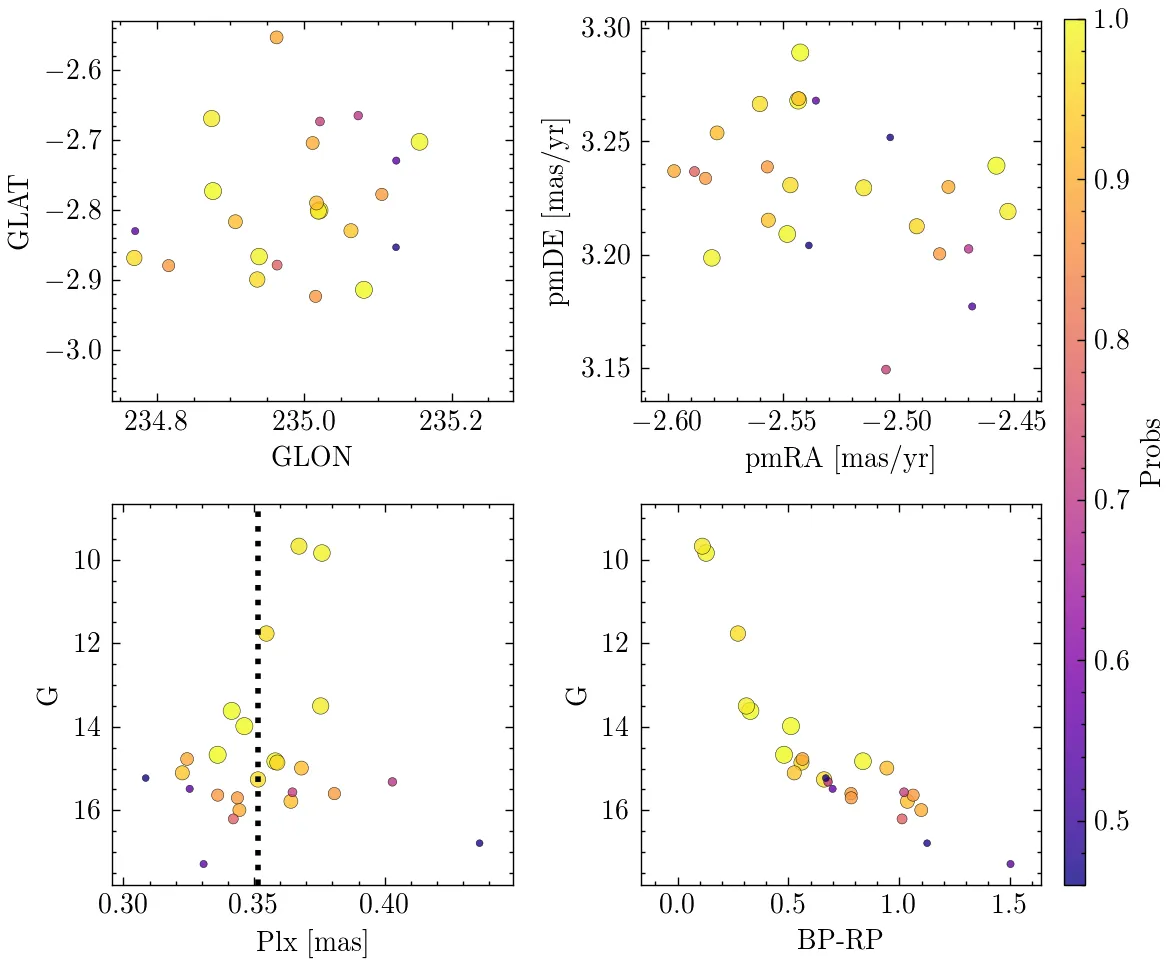 −2.6
−2.7
−2.8
−2.9
−3.0
GLAT
234.8 235.0 235.2
GLON
3.30
3.25
3.20
3.15
pmDE [mas/yr]
−2.60 −2.55 −2.50 −2.45
pmRA [mas/yr]
10
12
14
16
G
0.30 0.35 0.40
Plx [mas]
10
12
14
16
G
0.0 0.5 1.0 1.5
BP-RP
1.0
0.9
0.8
0.7
0.6
0.5
Probs